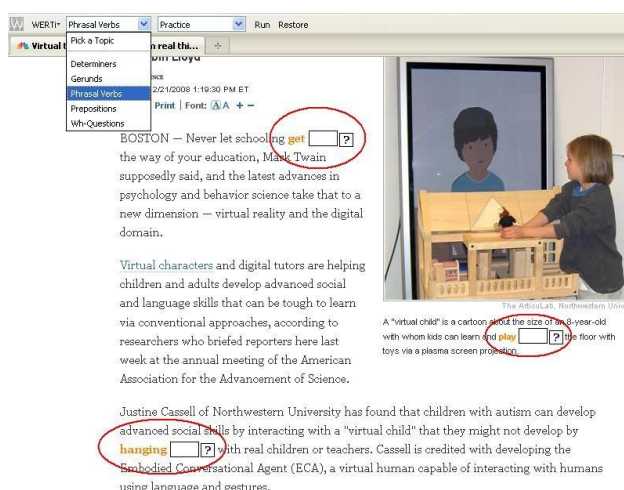 WERTi▾ Phrasal Verbs Practice Run Restore
Pick a Topic
Determiners
Gerunds
Phrasal Verbs
Prepositions
Wh-Questions
Virtual t n real thi...
Lloyd
2/21/2008 1:19:30 PM ET
Print | Font: A A + −
BOSTON — Never let schooling get ?
the way of your education, Mark Twain
supposedly said, and the latest advances in
psychology and behavior science take that to a
new dimension — virtual reality and the digital
domain.
Virtual characters and digital tutors are helping
children and adults develop advanced social
and language skills that can be tough to learn
via conventional approaches, according to
researchers who briefed reporters here last
week at the annual meeting of the American
Association for the Advancement of Science.
The ArticuLab, Northwestern Univ
A "virtual child" is a cartoon about the size of an 8-year-old
with whom kids can learn and play ? the floor with
toys via a plasma screen projection.
Justine Cassell of Northwestern University has found that children with autism can develop
advanced social skills by interacting with a "virtual child" that they might not develop by
hanging ? with real children or teachers. Cassell is credited with developing the
Embodied Conversational Agent (ECA), a virtual human capable of interacting with humans
using language and gestures.